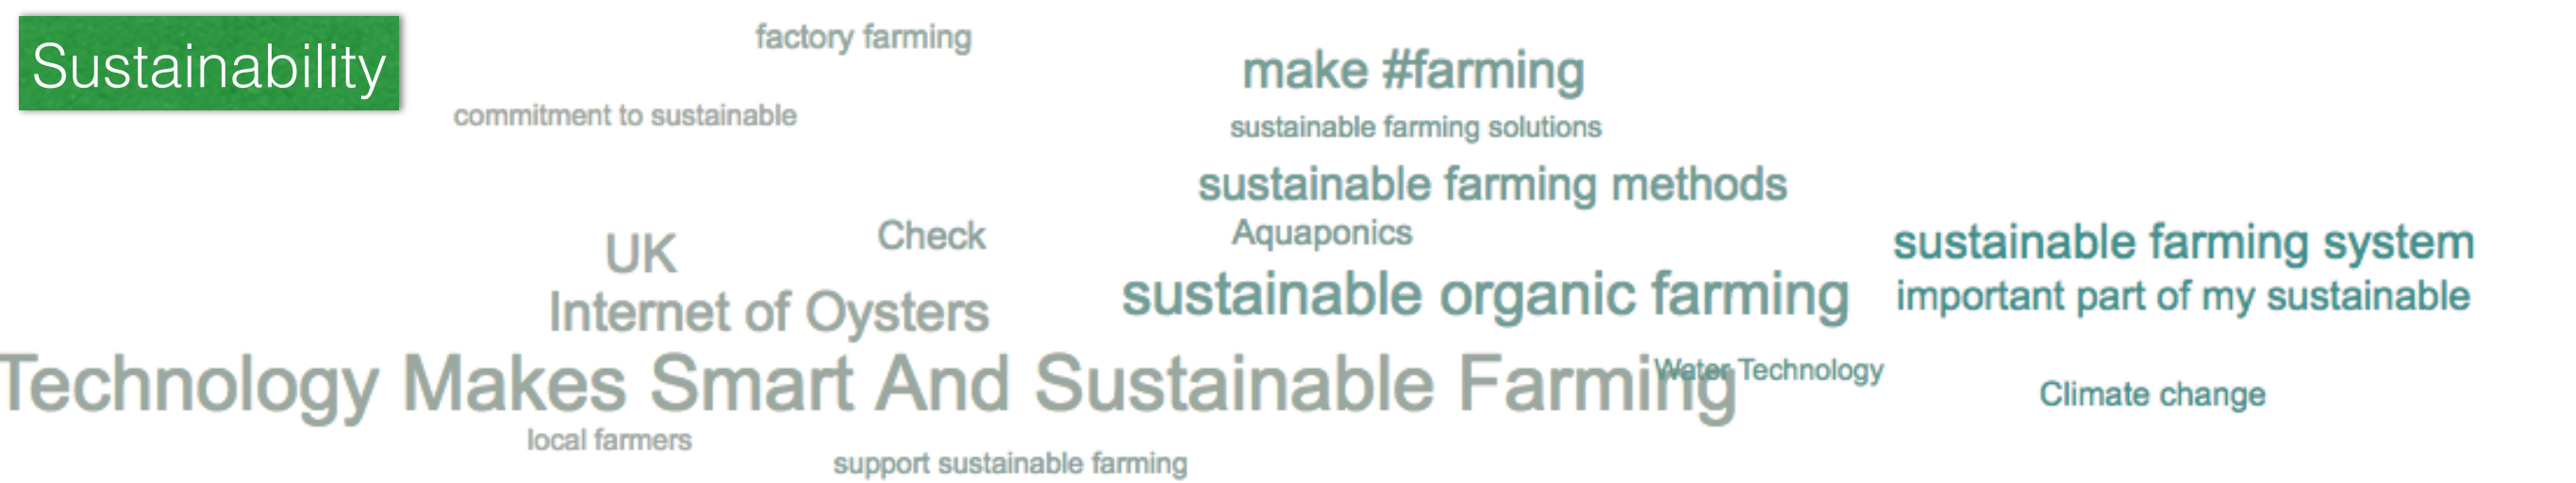 Sustainability
factory farming
commitment to sustainable
make #farming
sustainable farming solutions
sustainable farming methods
UK
Check
Aquaponics
sustainable farming system
Internet of Oysters
sustainable organic farming
important part of my sustainable
Technology Makes Smart And Sustainable Farming
Water Technology
Climate change
local farmers
support sustainable farming